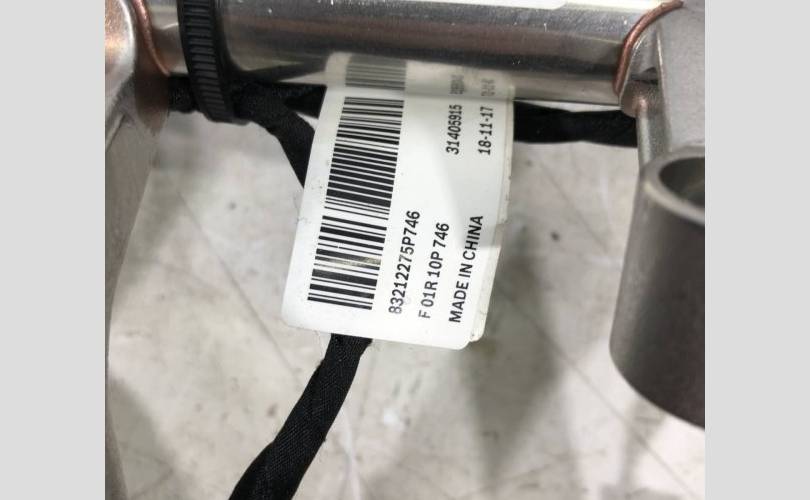 83212275P746
F 01R 10P 746
MADE IN CHINA
31405915
18-11-17